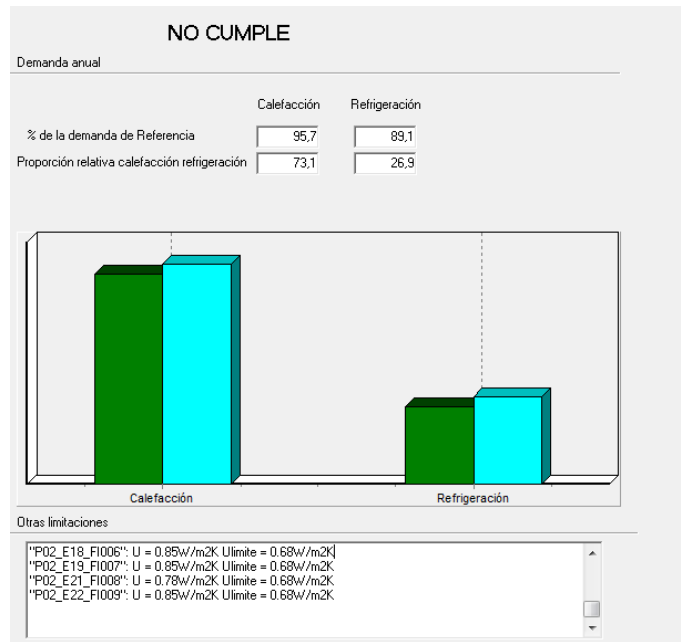 NO CUMPLE
Demanda anual
Calefacción Refrigeración
% de la demanda de Referencia 95,7 89,1
Proporción relativa calefacción refrigeración 73,1 26,9
Calefacción Refrigeración
Otras limitaciones
"P02_E18_FI006": U = 0.85W/m2K Ulimite = 0.68W/m2K
"P02_E19_FI007": U = 0.85W/m2K Ulimite = 0.68W/m2K
"P02_E21_FI008": U = 0.78W/m2K Ulimite = 0.68W/m2K
"P02_E22_FI009": U = 0.85W/m2K Ulimite = 0.68W/m2K